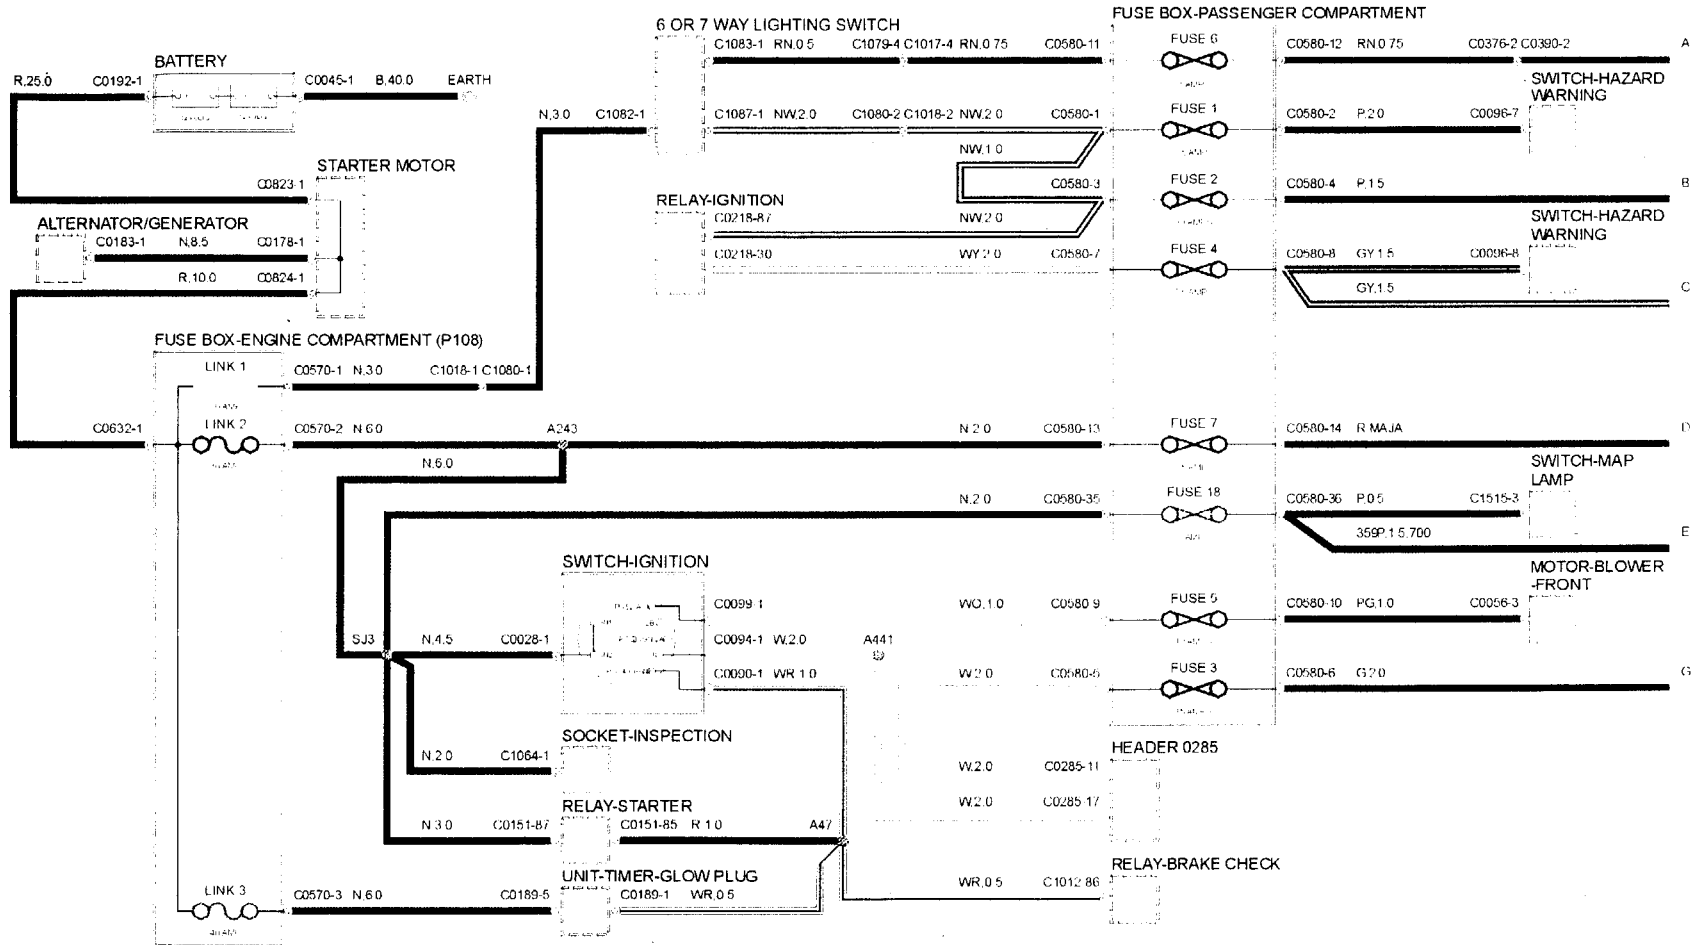 FUSE BOX-PASSENGER COMPARTMENT
6 OR 7 WAY LIGHTING SWITCH
C1083-1 RN,0.5 C1079-4 C1017-4 RN,0.75 C0580-11 FUSE 6 C0580-12 RN 0.75 C0376-2 C0390-2 A
BATTERY
R,25.0 C0192-1 C0045-1 B,40.0 EARTH
SWITCH-HAZARD
WARNING
N,3.0 C1082-1 C1087-1 NW,2.0 C1080-2 C1018-2 NW,2.0 C0580-1 FUSE 1 C0580-2 P,2.0 C0096-7
NW,1.0
STARTER MOTOR
C0823-1 C0580-3 FUSE 2 C0580-4 P,1.5 B
RELAY-IGNITION
C0218-87 NW,2.0
SWITCH-HAZARD
WARNING
ALTERNATOR/GENERATOR
C0183-1 N,8.5 C0178-1
C0218-30 WY,2.0 C0580-7 FUSE 4 C0580-8 GY,1.5 C0096-8
R,10.0 C0824-1 GY,1.5 C
FUSE BOX-ENGINE COMPARTMENT (P108)
LINK 1 C0570-1 N,3.0 C1018-1 C1080-1
C0632-1 LINK 2 C0570-2 N,6.0 A243 N,2.0 C0580-13 FUSE 7 C0580-14 R MAJA D
N,6.0
SWITCH-MAP
LAMP
N,2.0 C0580-35 FUSE 18 C0580-36 P,0.5 C1515-3
359P,1.5,700 E
SWITCH-IGNITION
MOTOR-BLOWER
-FRONT
C0099-1 WO,1.0 C0580-9 FUSE 5 C0580-10 PG,1.0 C0056-3
SJ3 N,4.5 C0028-1 C0094-1 W,2.0 A441
C0090-1 WR,1.0 W,2.0 C0580-5 FUSE 3 C0580-6 G,2.0 G
SOCKET-INSPECTION
N,2.0 C1064-1
HEADER 0285
W,2.0 C0285-11
RELAY-STARTER
W,2.0 C0285-17
N,3.0 C0151-87 C0151-85 R,1.0 A47
RELAY-BRAKE CHECK
UNIT-TIMER-GLOW PLUG
LINK 3 C0570-3 N,6.0 C0189-5 C0189-1 WR,0.5 WR,0.5 C1012-86